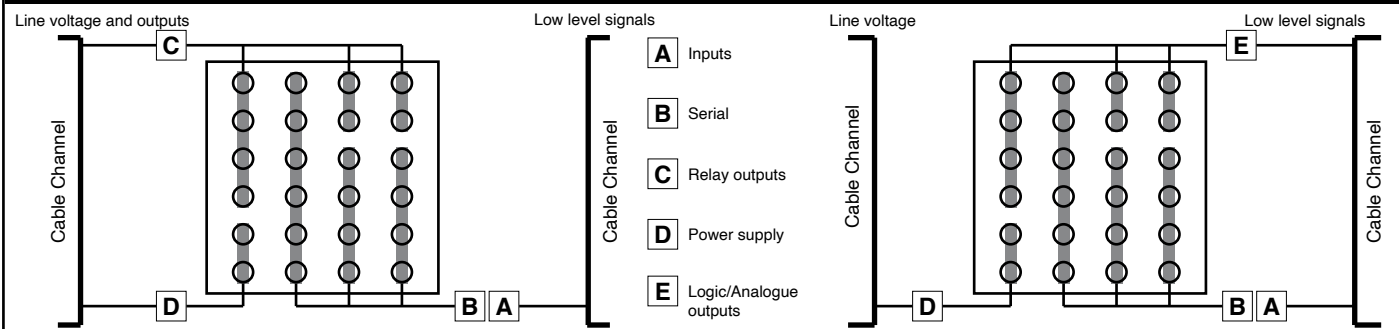 Line voltage and outputs
Low level signals
C
Cable Channel
Cable Channel
D
B A
A Inputs
B Serial
C Relay outputs
D Power supply
E Logic/Analogue
outputs
Line voltage
Low level signals
E
Cable Channel
Cable Channel
D
B A